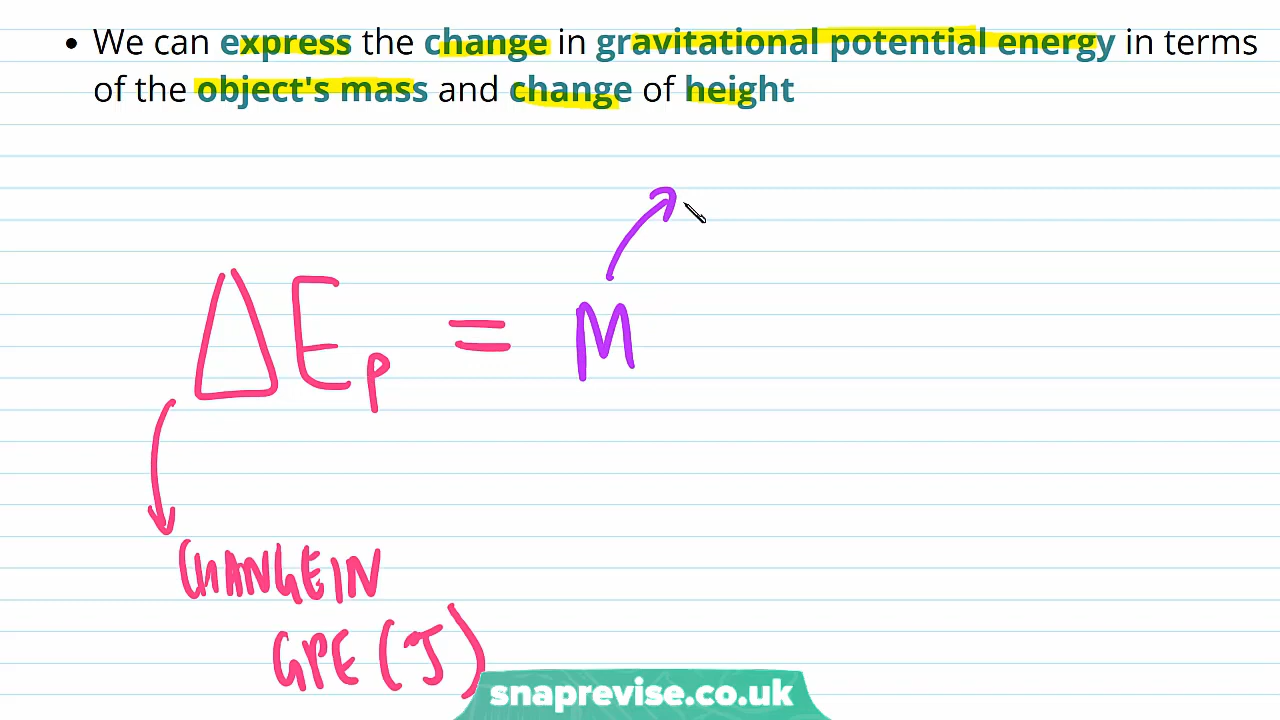 • We can express the change in gravitational potential energy in terms
of the object's mass and change of height
ΔEp = M
CHANGE IN
GPE (J)
snaprevise.co.uk